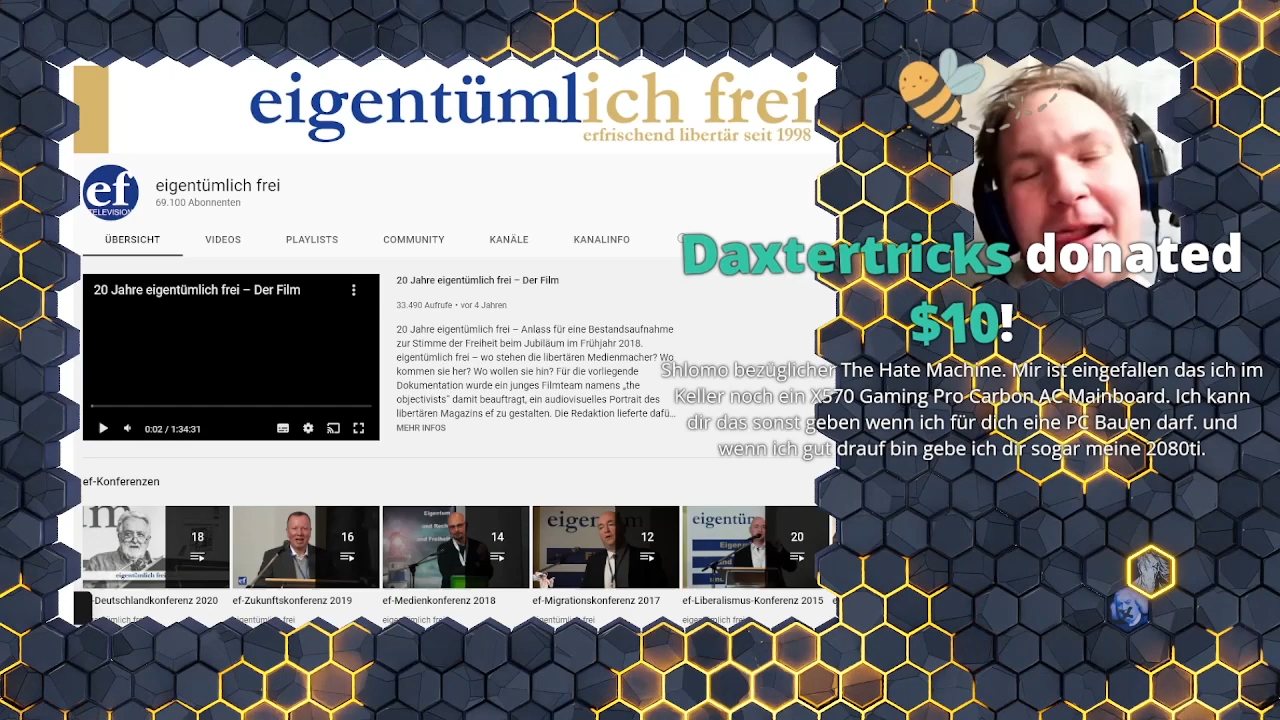 eigentümlich frei
erfrischend libertär seit 1998
ef
TELEVISION
eigentümlich frei
69.100 Abonnenten
ÜBERSICHT VIDEOS PLAYLISTS COMMUNITY KANÄLE KANALINFO
20 Jahre eigentümlich frei – Der Film
20 Jahre eigentümlich frei – Der Film
33.490 Aufrufe • vor 4 Jahren
20 Jahre eigentümlich frei – Anlass für eine Bestandsaufnahme
zur Stimme der Freiheit beim Jubiläum im Frühjahr 2018.
eigentümlich frei – wo stehen die libertären Medienmacher? Wo
kommen sie her? Wo wollen sie hin? Für die vorliegende
Dokumentation wurde ein junges Filmteam namens „the
objectivists“ damit beauftragt, ein audiovisuelles Portrait des
libertären Magazins ef zu gestalten. Die Redaktion lieferte dafü...
MEHR INFOS
0:02 / 1:34:31
Daxtertricks donated
$10!
Shlomo bezüglicher The Hate Machine. Mir ist eingefallen das ich im
Keller noch ein X570 Gaming Pro Carbon AC Mainboard. Ich kann
dir das sonst geben wenn ich für dich eine PC Bauen darf. und
wenn ich gut drauf bin gebe ich dir sogar meine 2080ti.
ef-Konferenzen
18 16 14 12 20
-Deutschlandkonferenz 2020 ef-Zukunftskonferenz 2019 ef-Medienkonferenz 2018 ef-Migrationskonferenz 2017 ef-Liberalismus-Konferenz 2015